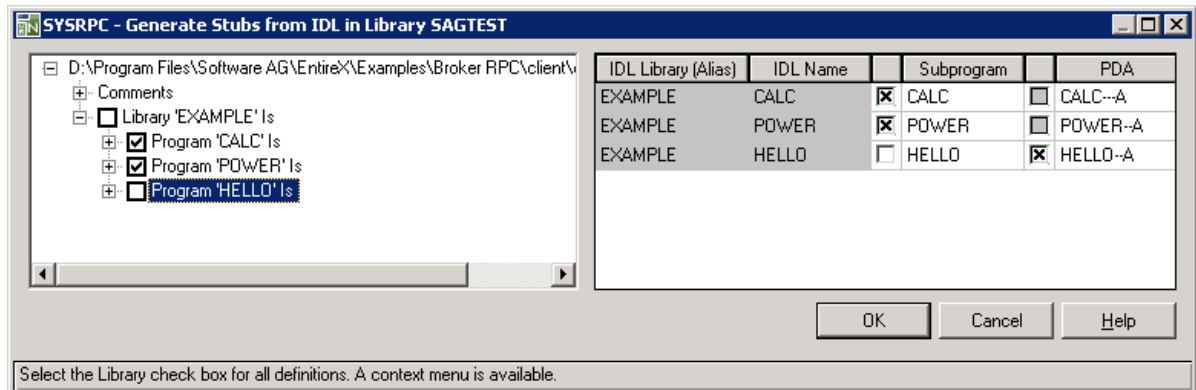 SYSRPC - Generate Stubs from IDL in Library SAGTEST
D:\Program Files\Software AG\EntireX\Examples\Broker RPC\client\
Comments
Library 'EXAMPLE' Is
Program 'CALC' Is
Program 'POWER' Is
Program 'HELLO' Is
IDL Library (Alias) IDL Name Subprogram PDA
EXAMPLE CALC CALC CALC---A
EXAMPLE POWER POWER POWER--A
EXAMPLE HELLO HELLO HELLO--A
OK Cancel Help
Select the Library check box for all definitions. A context menu is available.